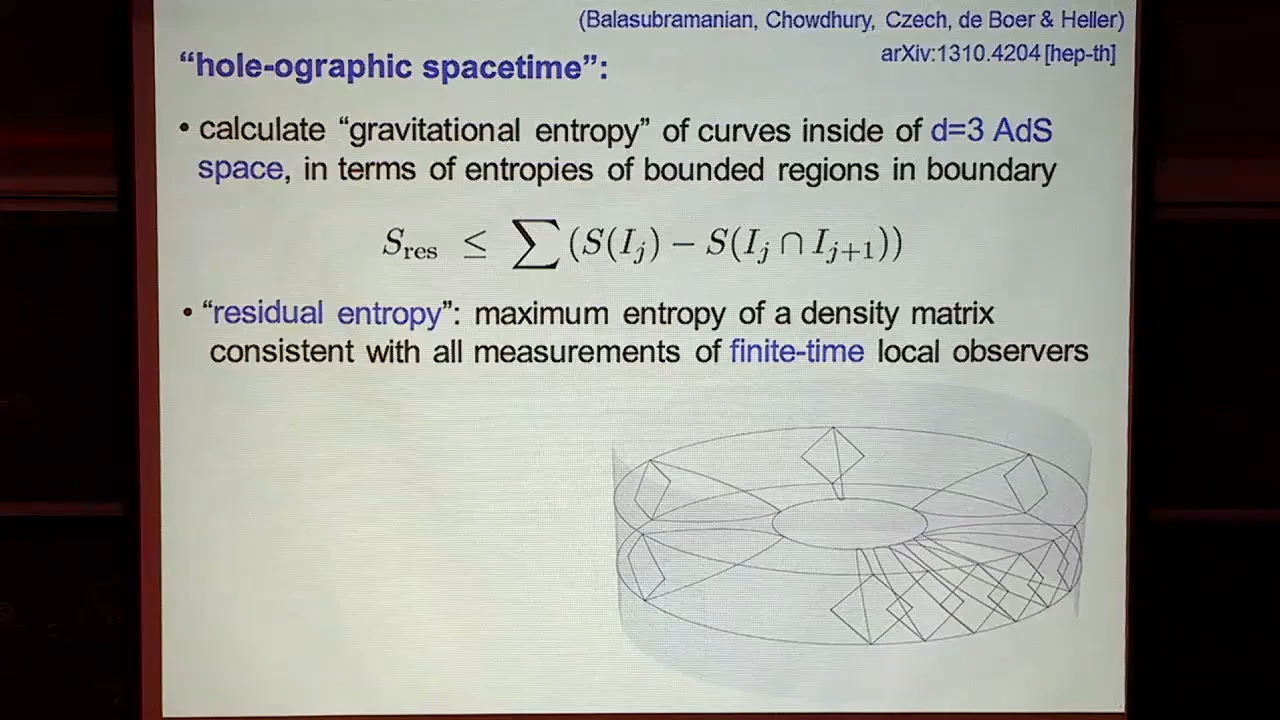 (Balasubramanian, Chowdhury, Czech, de Boer & Heller)
arXiv:1310.4204 [hep-th]
“hole-ographic spacetime”:
• calculate “gravitational entropy” of curves inside of d=3 AdS
space, in terms of entropies of bounded regions in boundary
S_res ≤ ∑ (S(I_j) − S(I_j ∩ I_{j+1}))
• “residual entropy”: maximum entropy of a density matrix
consistent with all measurements of finite-time local observers